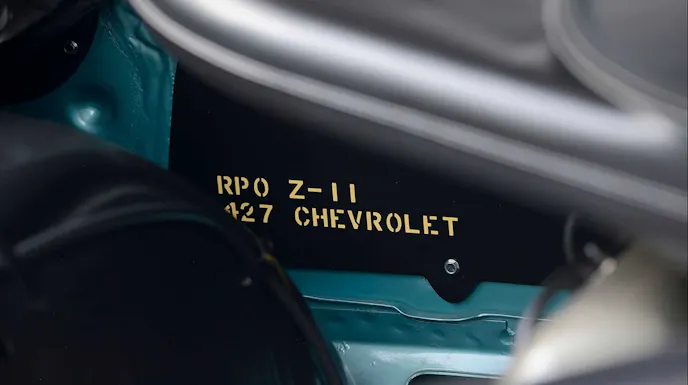 RPO Z-11
427 CHEVROLET